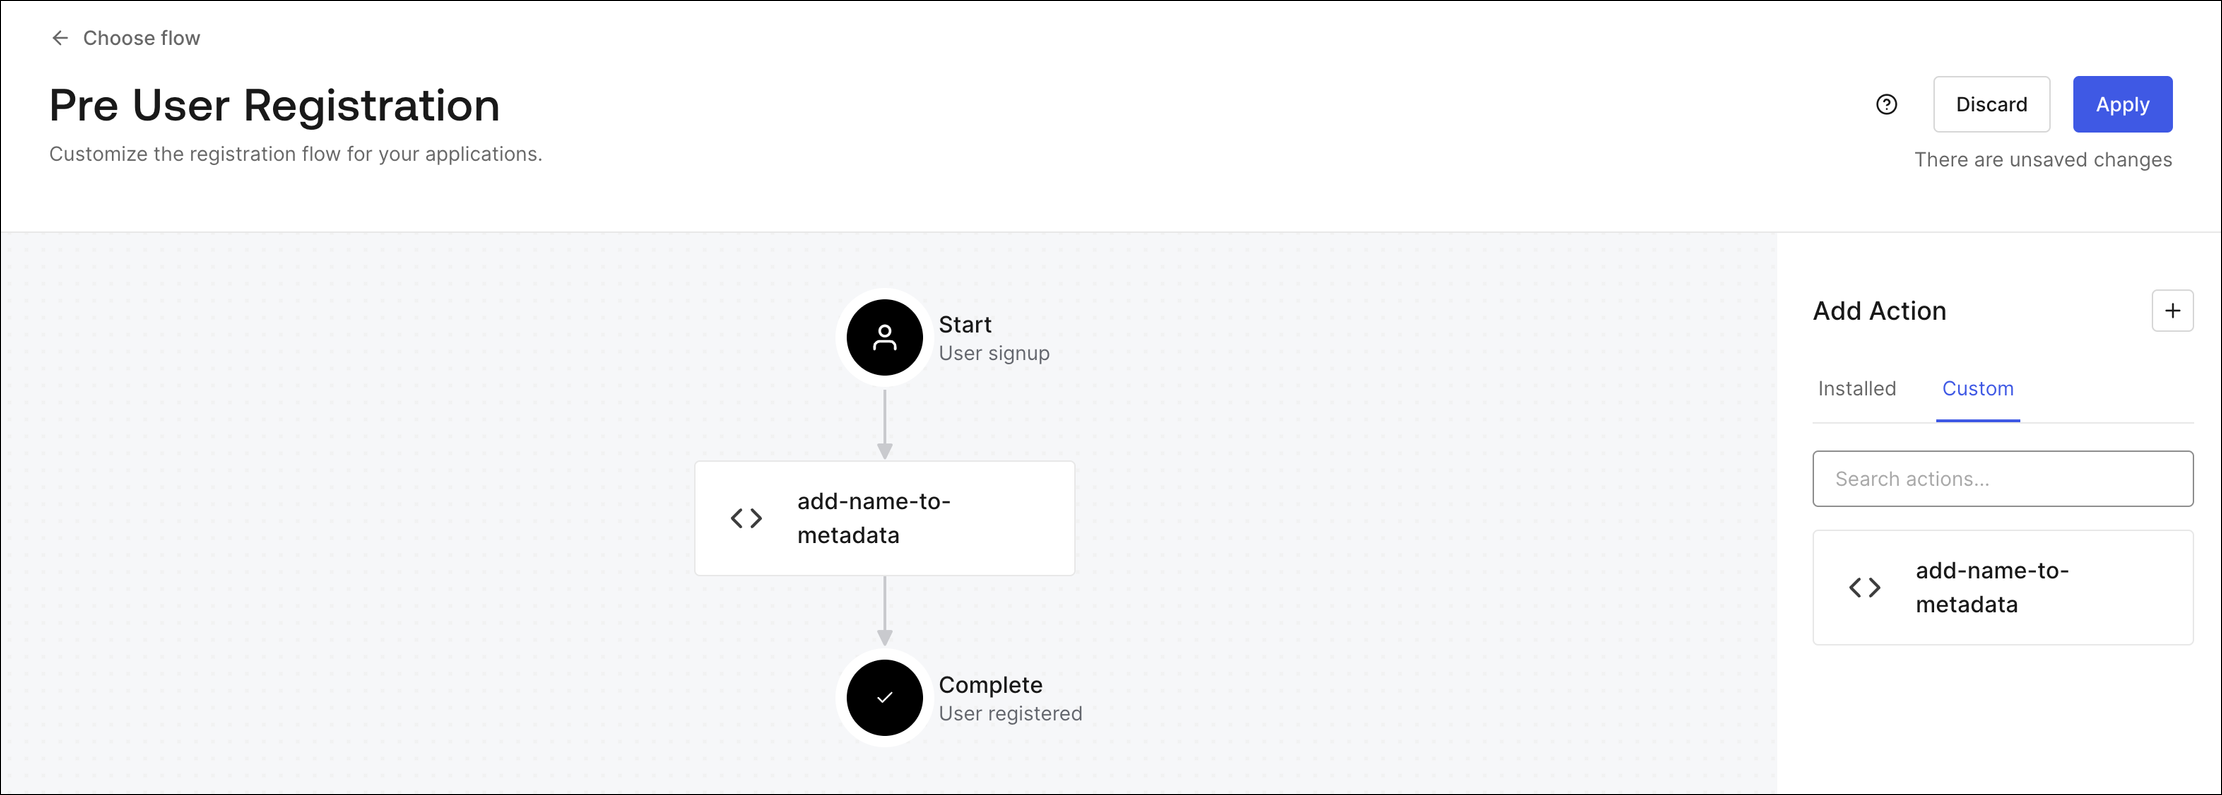 Choose flow
Pre User Registration
Customize the registration flow for your applications.
Discard
Apply
There are unsaved changes
Start
User signup
add-name-to-
metadata
Complete
User registered
Add Action
Installed
Custom
Search actions...
add-name-to-
metadata